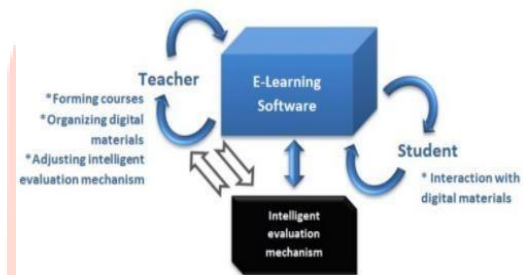 Teacher
*Forming courses
*Organizing digital
materials
*Adjusting intelligent
evaluation mechanism
E-Learning
Software
Student
* Interaction with
digital materials
Intelligent
evaluation
mechanism